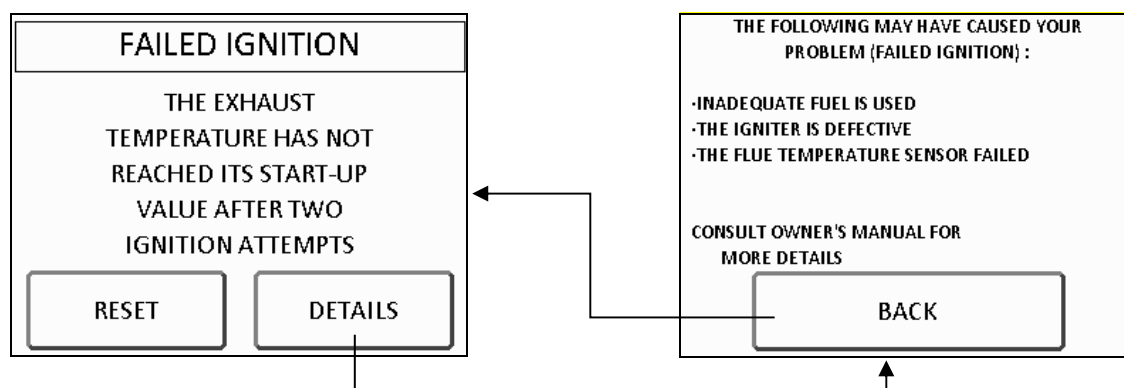 FAILED IGNITION
THE EXHAUST
TEMPERATURE HAS NOT
REACHED ITS START-UP
VALUE AFTER TWO
IGNITION ATTEMPTS
RESET
DETAILS
THE FOLLOWING MAY HAVE CAUSED YOUR
PROBLEM (FAILED IGNITION) :
·INADEQUATE FUEL IS USED
·THE IGNITER IS DEFECTIVE
·THE FLUE TEMPERATURE SENSOR FAILED
CONSULT OWNER'S MANUAL FOR
MORE DETAILS
BACK